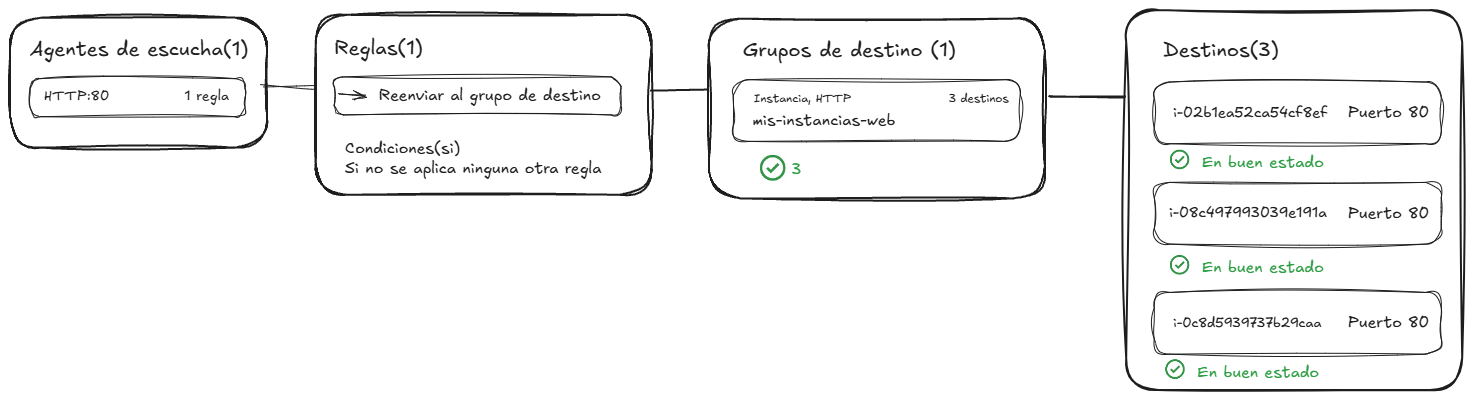 Agentes de escucha(1)
HTTP:80 1 regla
Reglas(1)
Reenviar al grupo de destino
Condiciones(si)
Si no se aplica ninguna otra regla
Grupos de destino (1)
Instancia, HTTP 3 destinos
mis-instancias-web
3
Destinos(3)
i-02b1ea52ca54cf8ef Puerto 80
En buen estado
i-08c497993039e191a Puerto 80
En buen estado
i-0c8d5939737b29caa Puerto 80
En buen estado